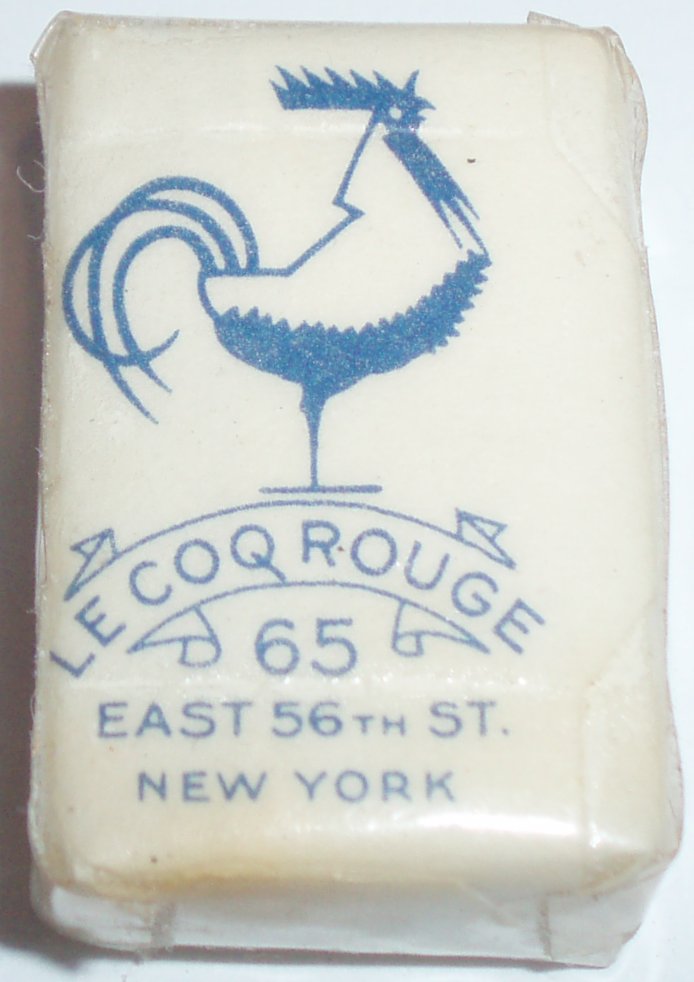 LE COQ ROUGE
65
EAST 56TH ST.
NEW YORK